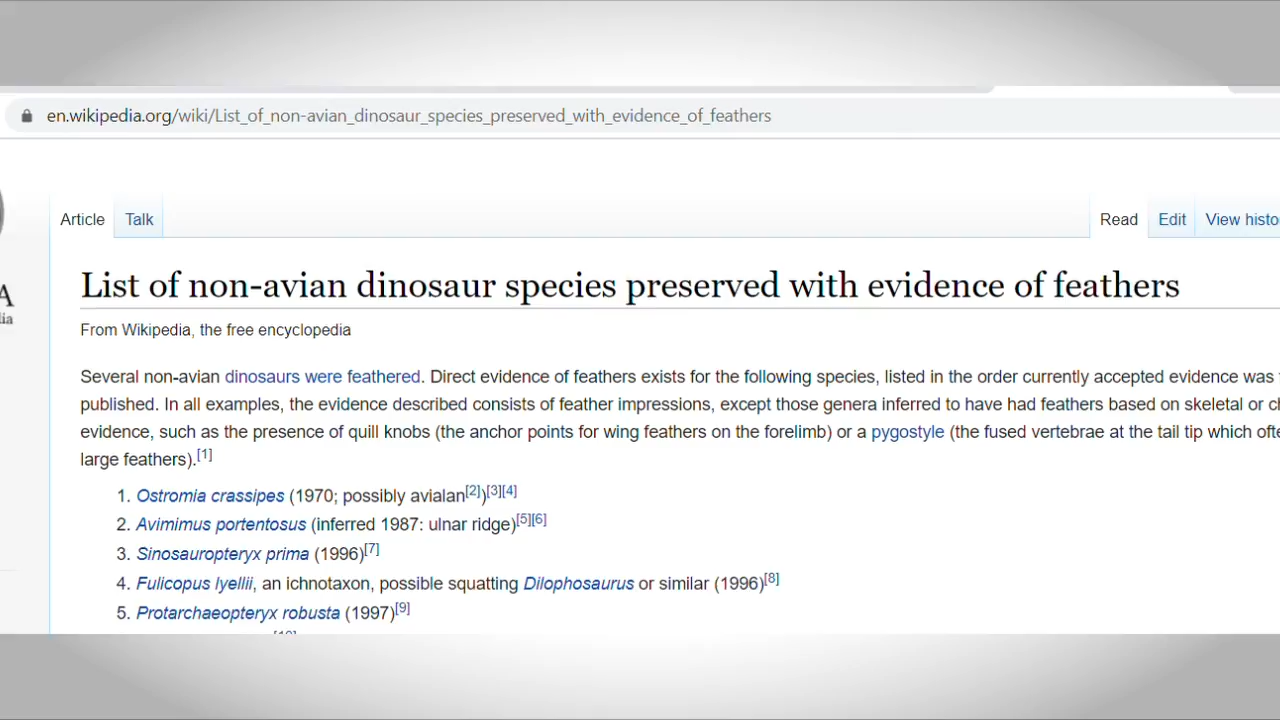 en.wikipedia.org/wiki/List_of_non-avian_dinosaur_species_preserved_with_evidence_of_feathers
Article Talk Read Edit View histo
A
ia
List of non-avian dinosaur species preserved with evidence of feathers
From Wikipedia, the free encyclopedia
Several non-avian dinosaurs were feathered. Direct evidence of feathers exists for the following species, listed in the order currently accepted evidence was
published. In all examples, the evidence described consists of feather impressions, except those genera inferred to have had feathers based on skeletal or
evidence, such as the presence of quill knobs (the anchor points for wing feathers on the forelimb) or a pygostyle (the fused vertebrae at the tail tip which
large feathers).[1]
1. Ostromia crassipes (1970; possibly avialan[2])[3][4]
2. Avimimus portentosus (inferred 1987: ulnar ridge)[5][6]
3. Sinosauropteryx prima (1996)[7]
4. Fulicopus lyellii, an ichnotaxon, possible squatting Dilophosaurus or similar (1996)[8]
5. Protarchaeopteryx robusta (1997)[9]